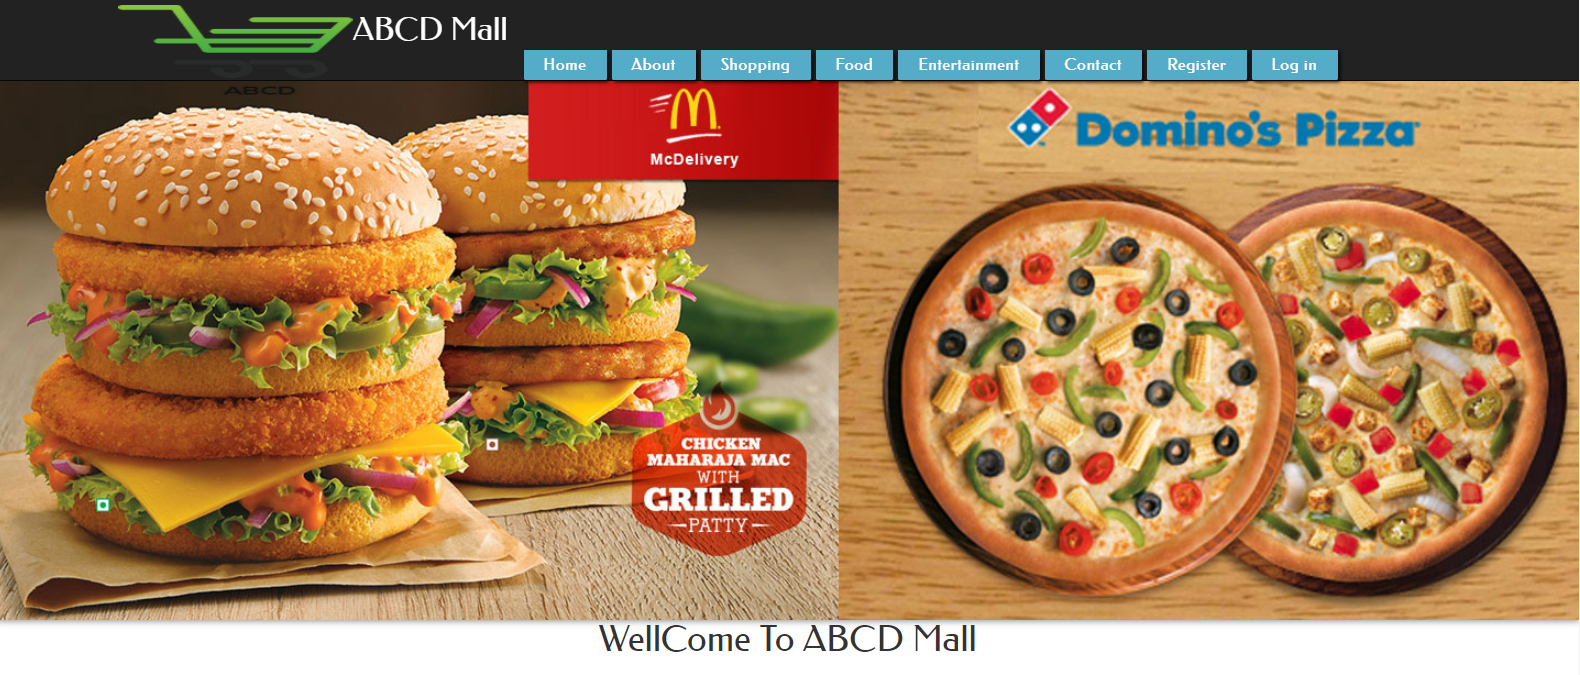 ABCD Mall
Home About Shopping Food Entertainment Contact Register Log in
ABCD
McDelivery
Domino's Pizza
CHICKEN
MAHARAJA MAC
WITH
GRILLED
PATTY
WellCome To ABCD Mall